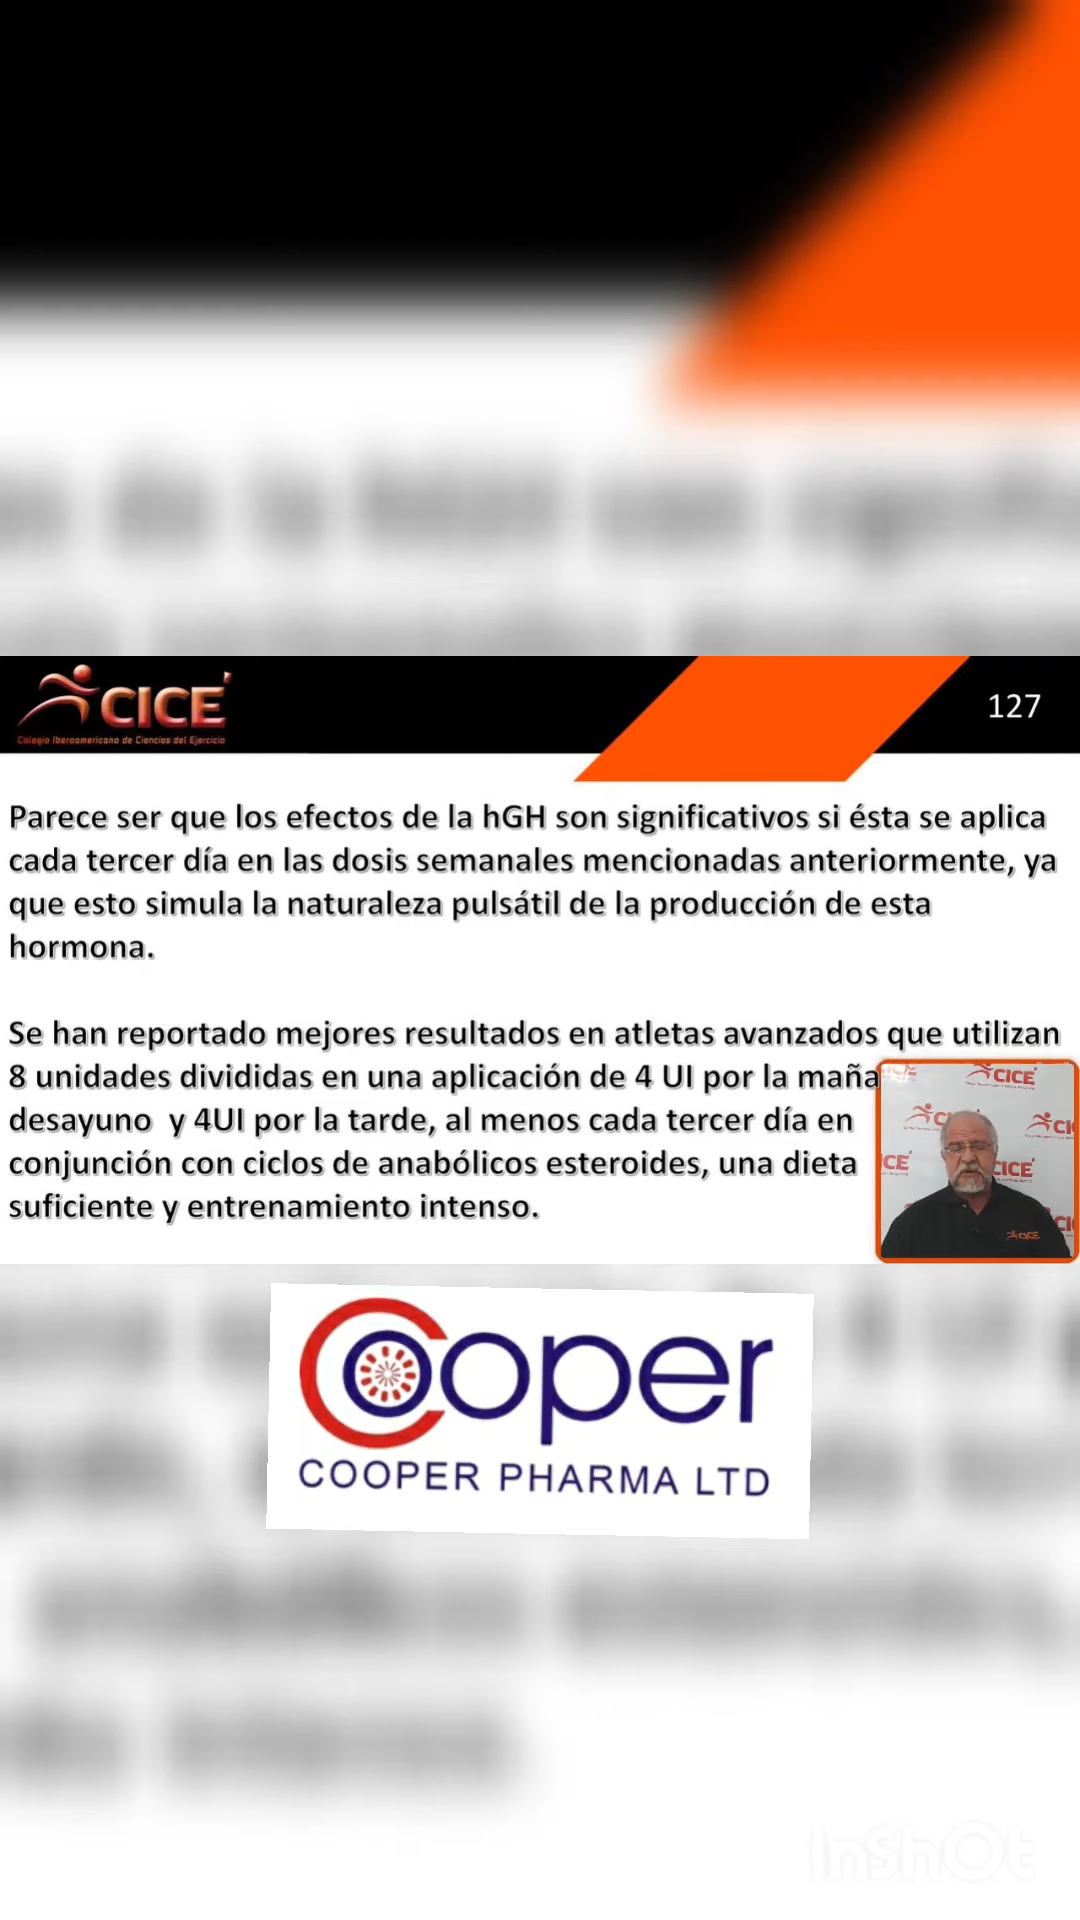 CICE
Colegio Iberoamericano de Ciencias del Ejercicio
127
Parece ser que los efectos de la hGH son significativos si ésta se aplica
cada tercer día en las dosis semanales mencionadas anteriormente, ya
que esto simula la naturaleza pulsátil de la producción de esta
hormona.
Se han reportado mejores resultados en atletas avanzados que utilizan
8 unidades divididas en una aplicación de 4 UI por la maña
desayuno y 4UI por la tarde, al menos cada tercer día en
conjunción con ciclos de anabólicos esteroides, una dieta
suficiente y entrenamiento intenso.
CICE
CICE
CICE
CICE
Cooper
COOPER PHARMA LTD
InShOt